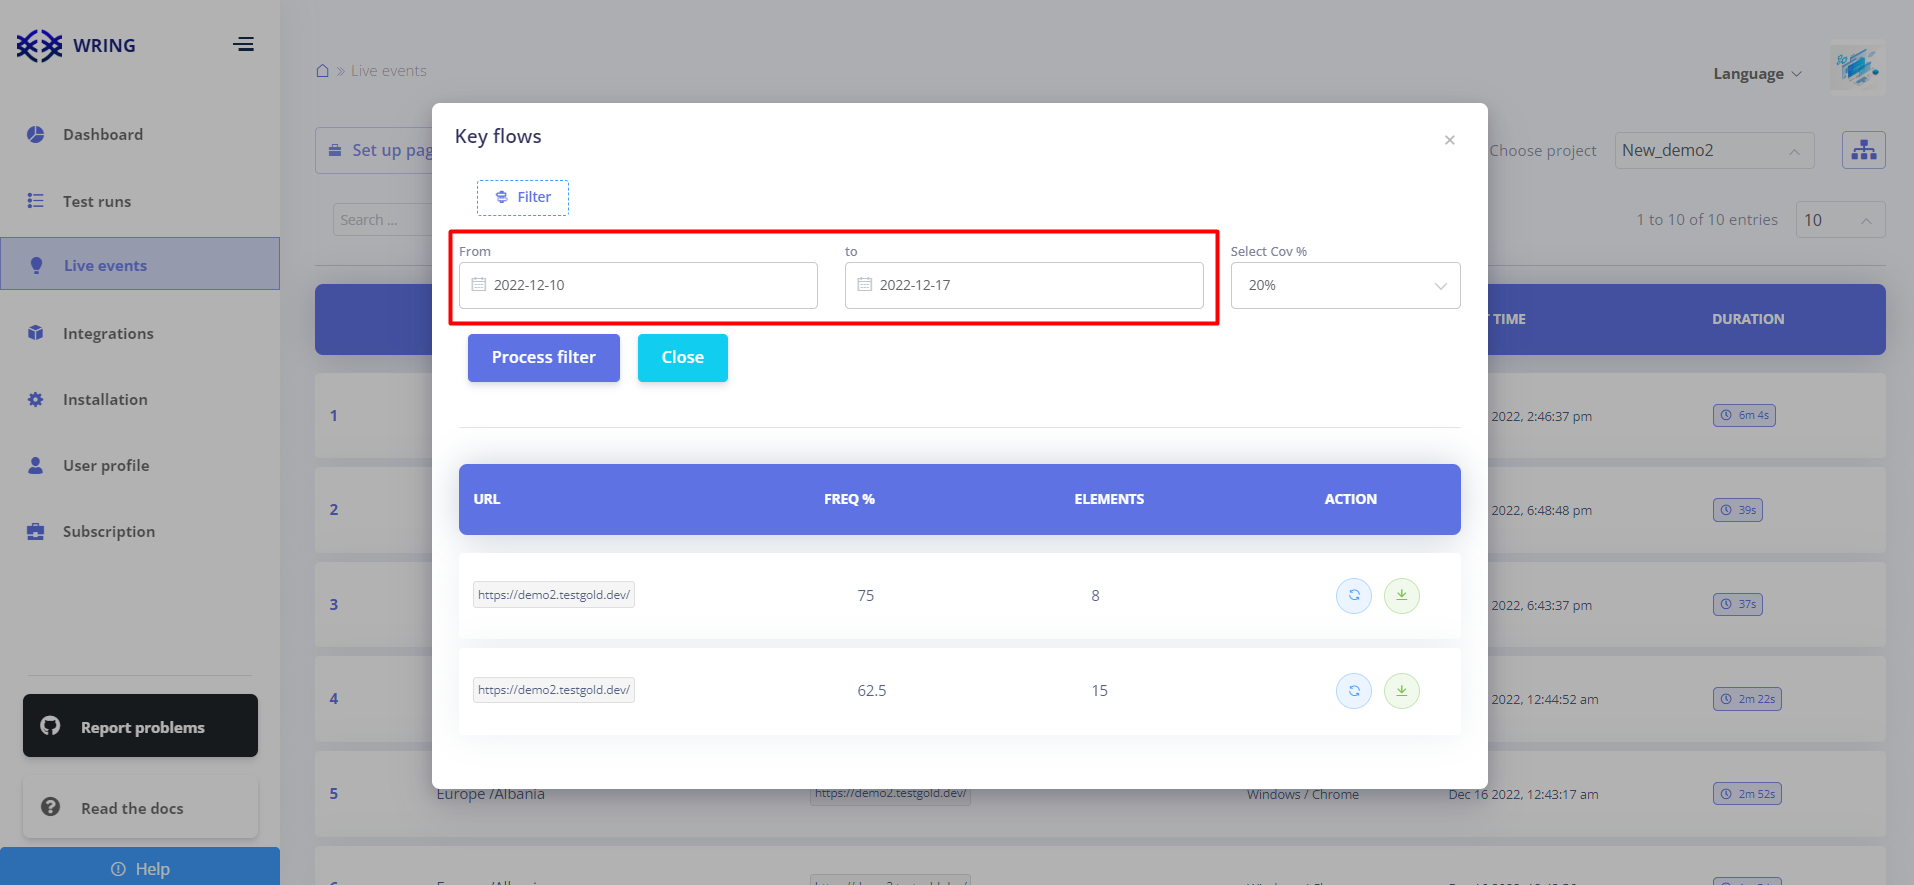 WRING
Dashboard
Test runs
Live events
Integrations
Installation
User profile
Subscription
Report problems
Read the docs
Help
Live events
Language
Set up pag
Choose project
New_demo2
Search ...
1 to 10 of 10 entries
10
Key flows
×
Filter
From
to
Select Cov %
2022-12-10
2022-12-17
20%
Process filter
Close
URL FREQ % ELEMENTS ACTION
https://demo2.testgold.dev/ 75 8
https://demo2.testgold.dev/ 62.5 15
TIME DURATION
1 2022, 2:46:37 pm 6m 4s
2 2022, 6:48:48 pm 39s
3 2022, 6:43:37 pm 37s
4 2022, 12:44:52 am 2m 22s
5 Europe /Albania https://demo2.testgold.dev/ Windows / Chrome Dec 16 2022, 12:43:17 am 2m 52s